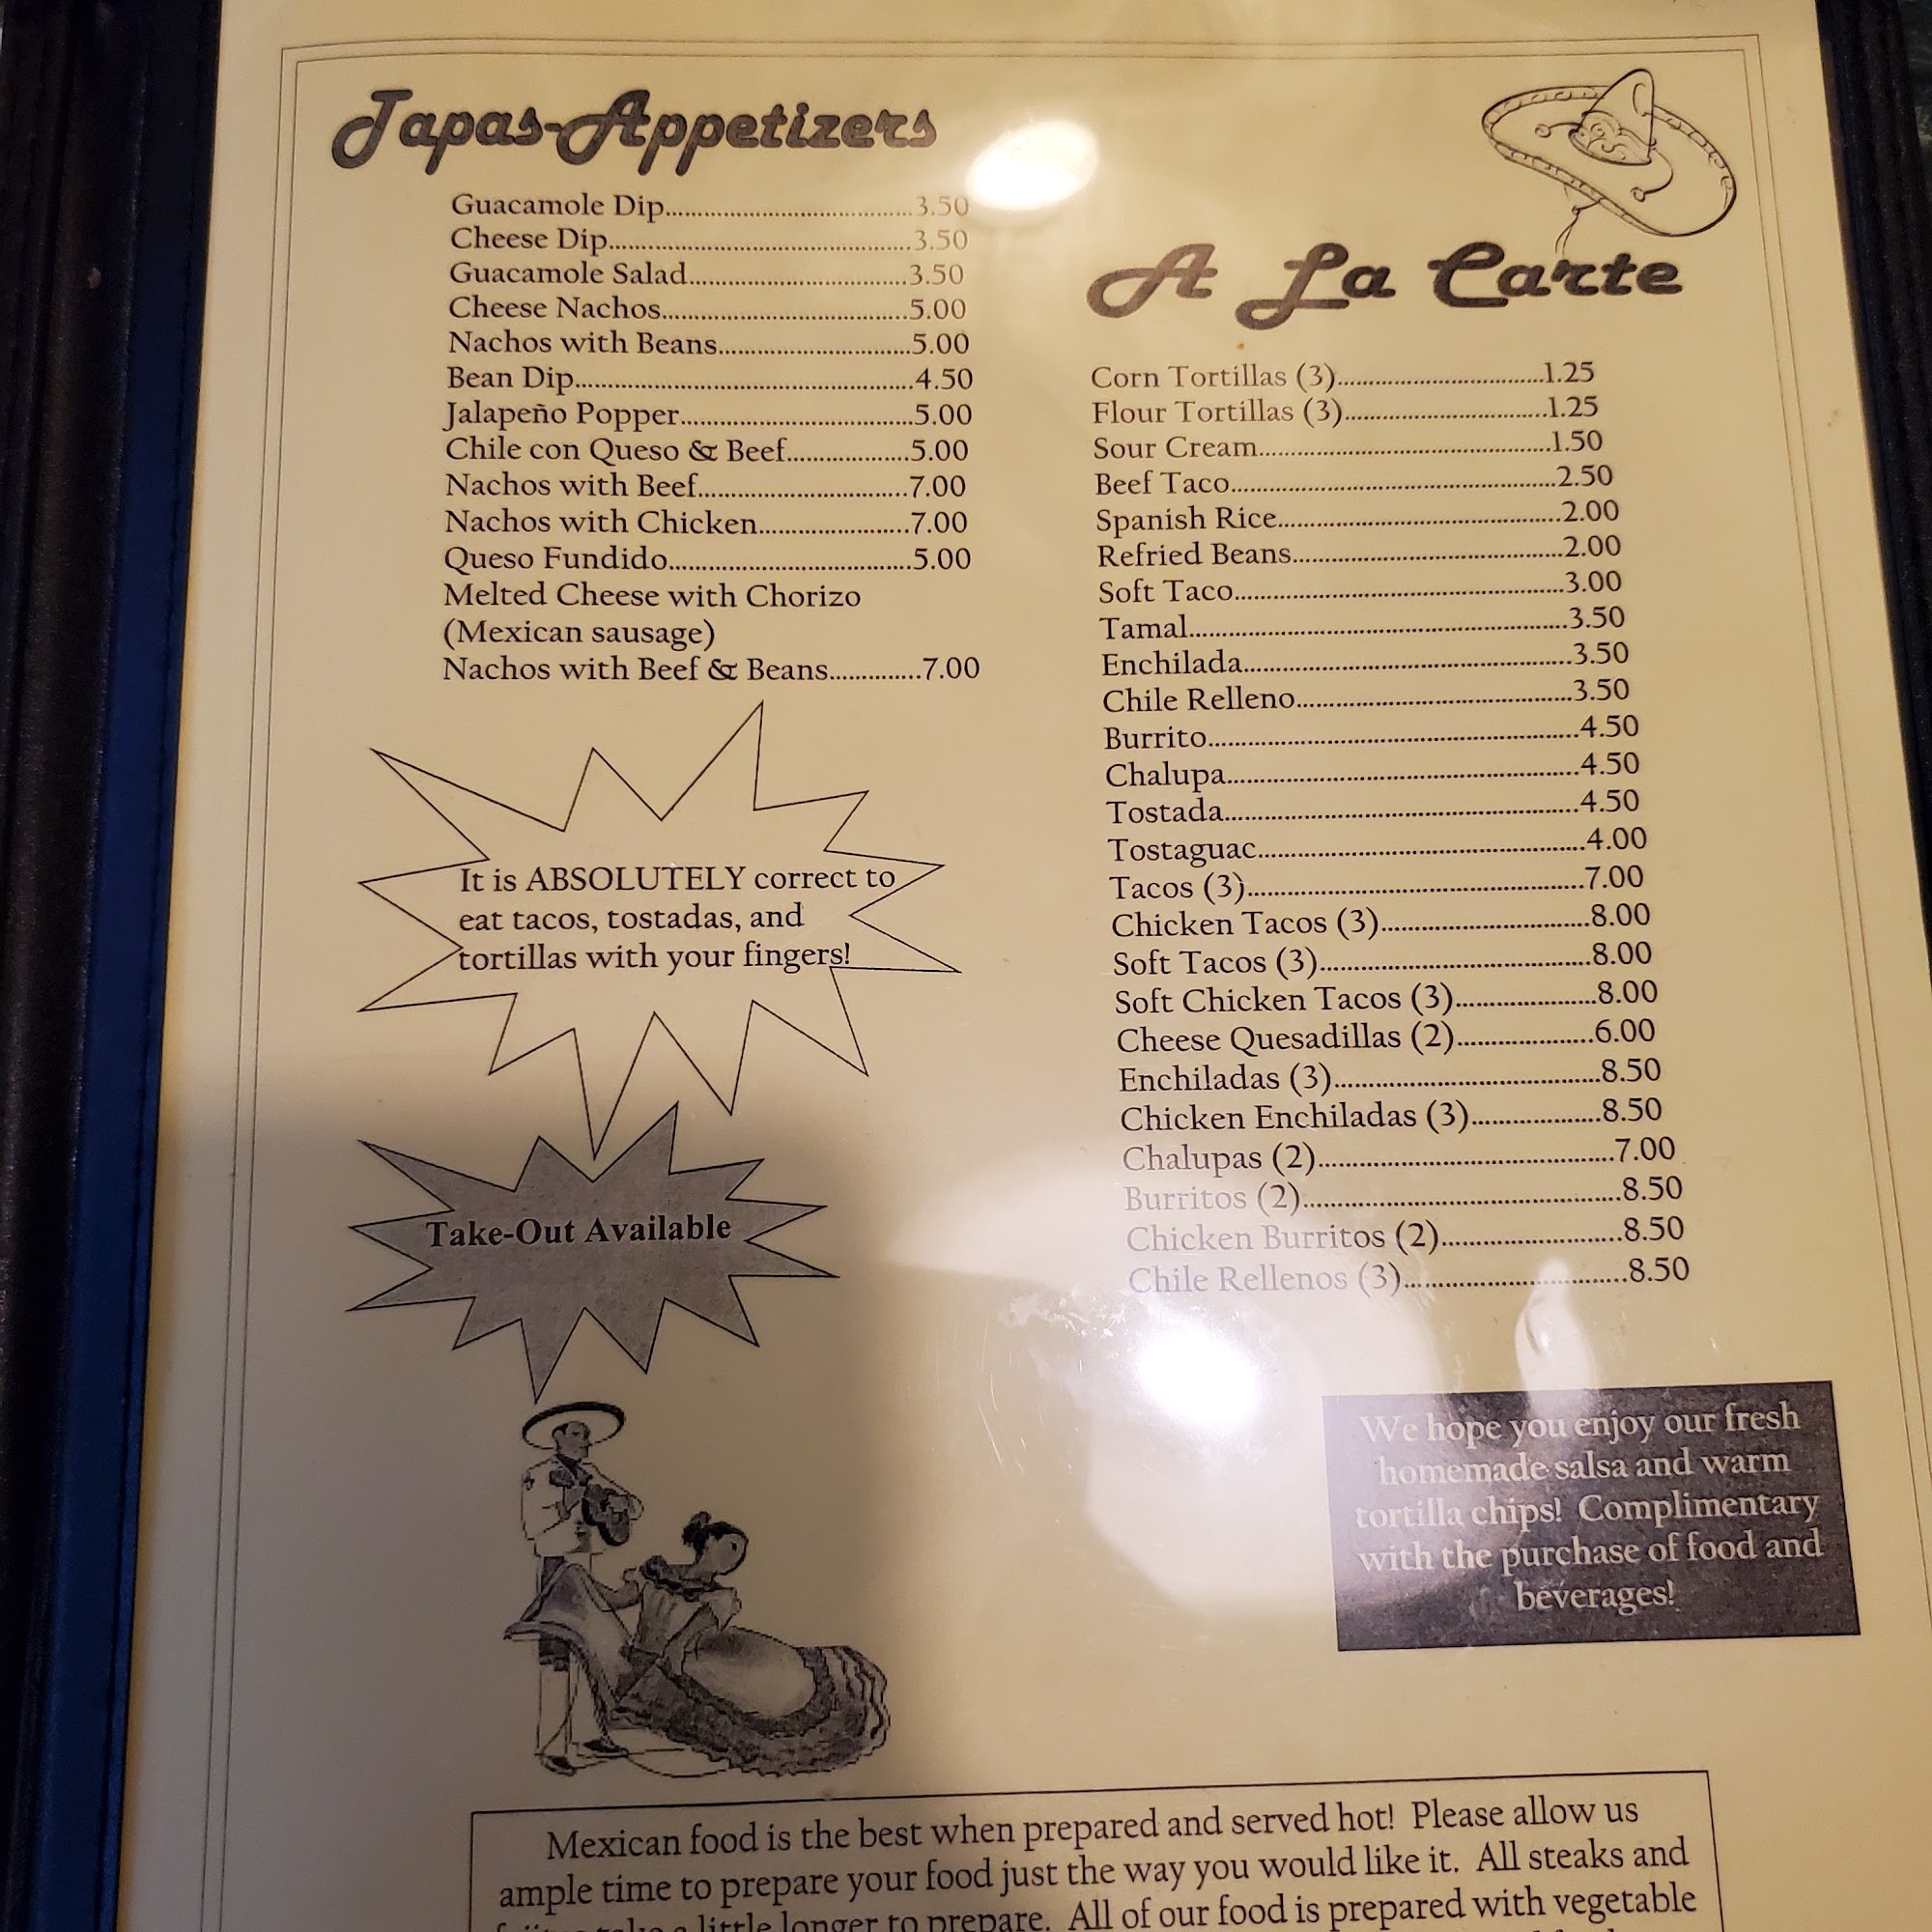 Tapas-Appetizers
Guacamole Dip...3.50
Cheese Dip...3.50
Guacamole Salad...3.50
Cheese Nachos...5.00
Nachos with Beans...5.00
Bean Dip...4.50
Jalapeño Popper...5.00
Chile con Queso & Beef...5.00
Nachos with Beef...7.00
Nachos with Chicken...7.00
Queso Fundido...5.00
Melted Cheese with Chorizo
(Mexican sausage)
Nachos with Beef & Beans...7.00
It is ABSOLUTELY correct to
eat tacos, tostadas, and
tortillas with your fingers!
Take-Out Available
A La Carte
Corn Tortillas (3)...1.25
Flour Tortillas (3)...1.25
Sour Cream...1.50
Beef Taco...2.50
Spanish Rice...2.00
Refried Beans...2.00
Soft Taco...3.00
Tamal...3.50
Enchilada...3.50
Chile Relleno...3.50
Burrito...4.50
Chalupa...4.50
Tostada...4.50
Tostaguac...4.00
Tacos (3)...7.00
Chicken Tacos (3)...8.00
Soft Tacos (3)...8.00
Soft Chicken Tacos (3)...8.00
Cheese Quesadillas (2)...6.00
Enchiladas (3)...8.50
Chicken Enchiladas (3)...8.50
Chalupas (2)...7.00
Burritos (2)...8.50
Chicken Burritos (2)...8.50
Chile Rellenos (3)...8.50
We hope you enjoy our fresh
homemade salsa and warm
tortilla chips! Complimentary
with the purchase of food and
beverages!
Mexican food is the best when prepared and served hot! Please allow us
ample time to prepare your food just the way you would like it. All steaks and
take a little longer to prepare. All of our food is prepared with vegetable